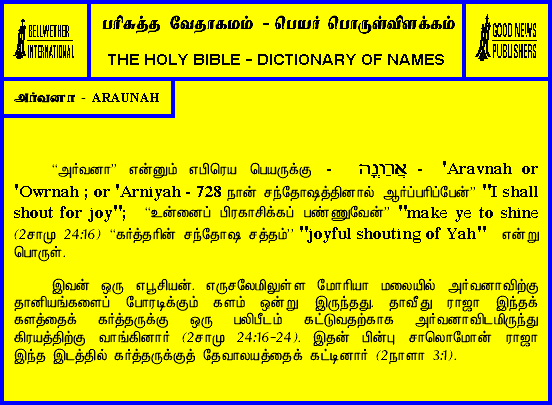 BELLWETHER
INTERNATIONAL
பரிசுத்த வேதாகமம் - பெயர் பொருள்விளக்கம்
THE HOLY BIBLE - DICTIONARY OF NAMES
GOOD NEWS
PUBLISHERS
அர்வனா - ARAUNAH
“அர்வனா” என்னும் எபிரெய பெயருக்கு - אֲרַוְנָה - 'Aravnah or
'Owrnah ; or 'Arniyah - 728 நான் சந்தோஷத்தினால் ஆர்ப்பரிப்பேன்” "I shall
shout for joy"; “உன்னைப் பிரகாசிக்கப் பண்ணுவேன்” "make ye to shine
(2சாமு 24:16) “கர்த்தரின் சந்தோஷ சத்தம்” "joyful shouting of Yah" என்று
பொருள்.
இவன் ஒரு எபூசியன். எருசலேமிலுள்ள மோரியா மலையில் அர்வனாவிற்கு
தானியங்களைப் போரடிக்கும் களம் ஒன்று இருந்தது. தாவீது ராஜா இந்தக்
களத்தைக் கர்த்தருக்கு ஒரு பலிபீடம் கட்டுவதற்காக அர்வனாவிடமிருந்து
கிரயத்திற்கு வாங்கினார் (2சாமு 24:16-24). இதன் பின்பு சாலொமோன் ராஜா
இந்த இடத்தில் கர்த்தருக்குத் தேவாலயத்தைக் கட்டினார் (2நாளா 3:1).